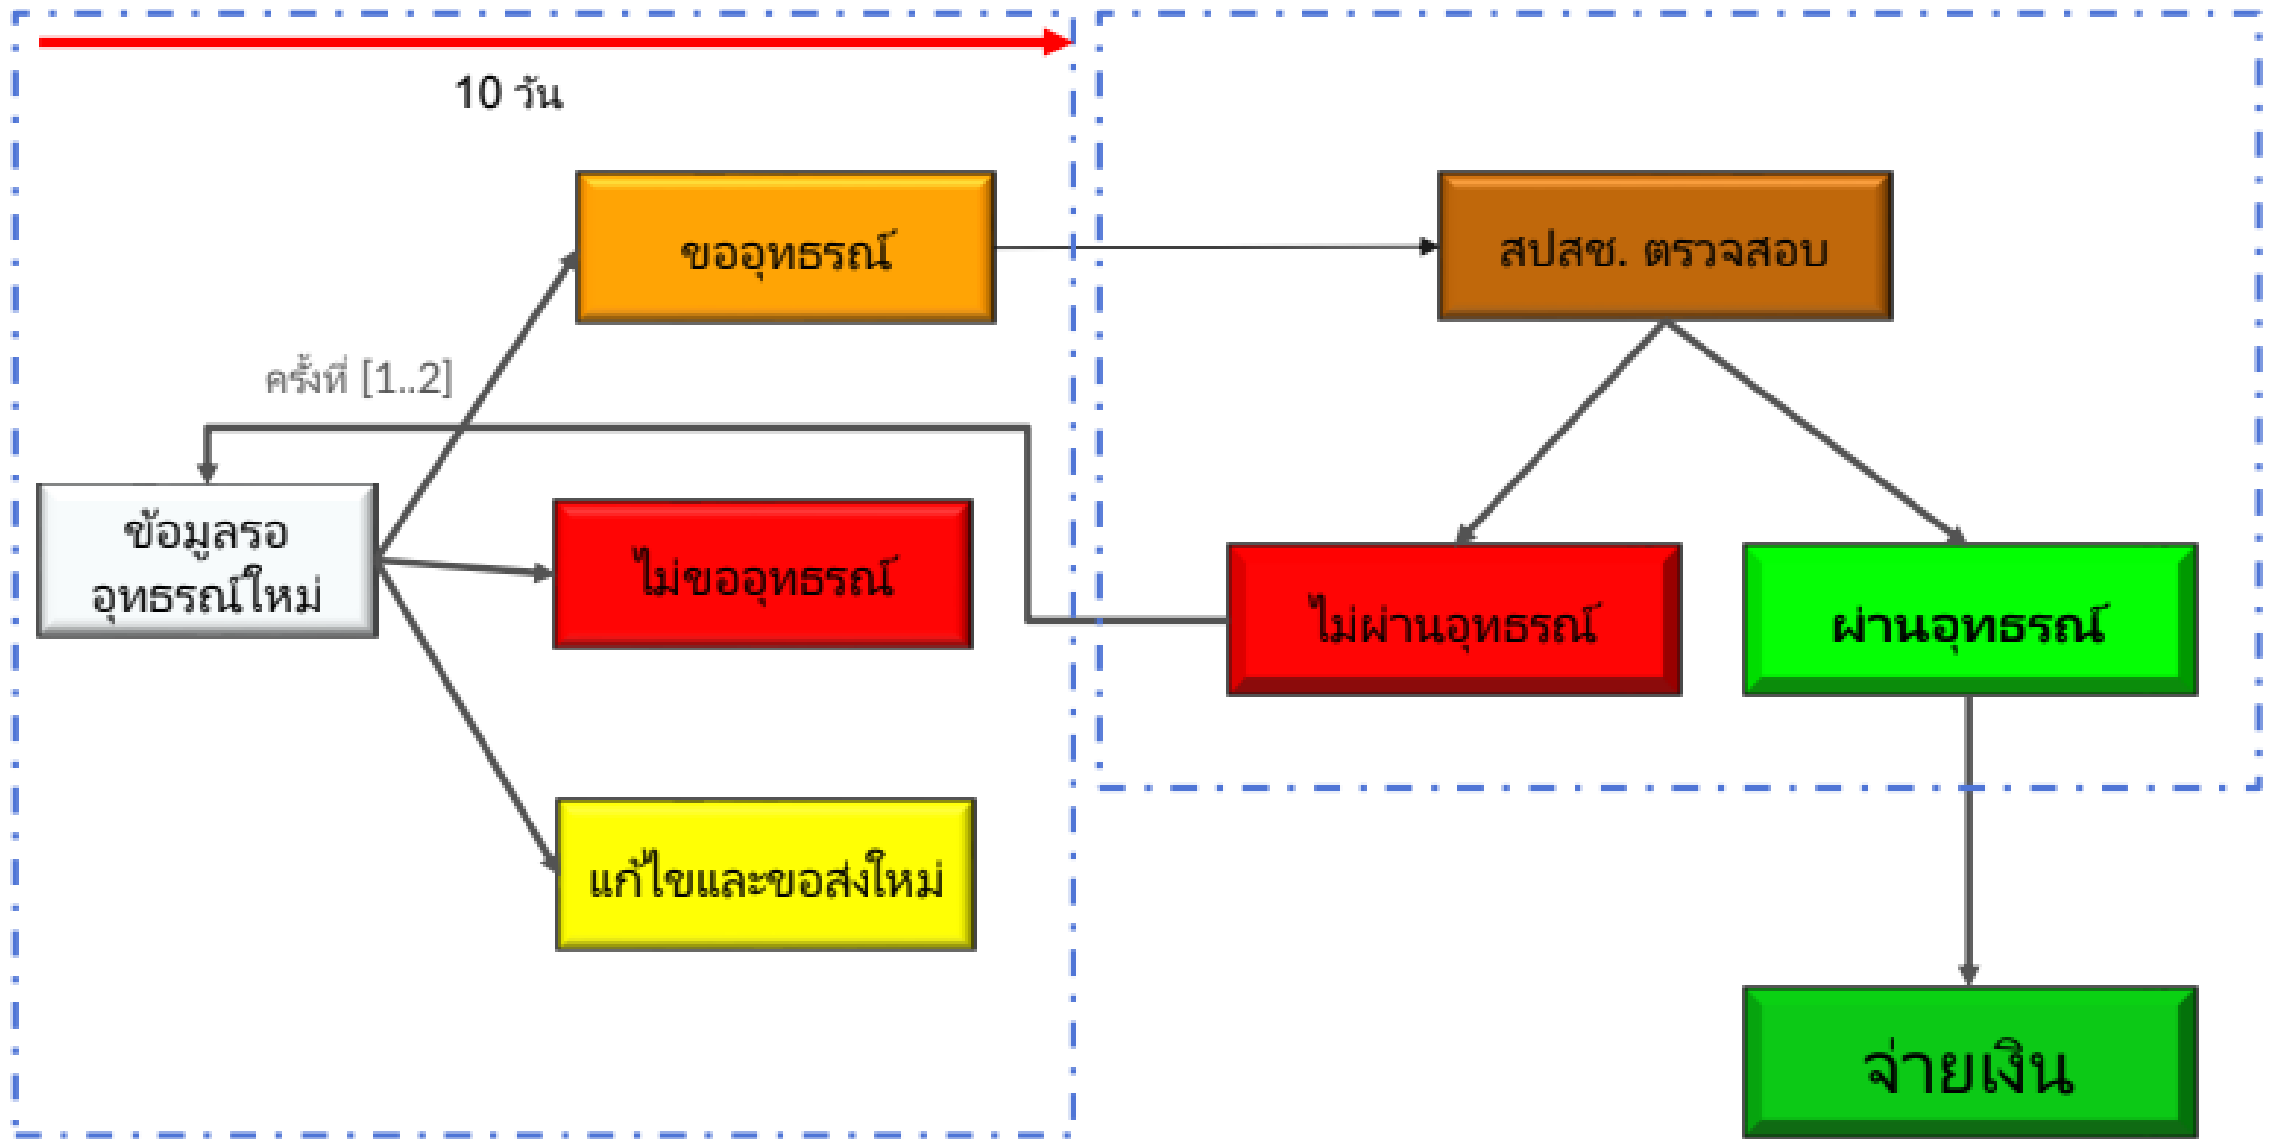 10 วัน
ขออุทธรณ์
สปสช. ตรวจสอบ
ครั้งที่ [1..2]
ข้อมูลรอ
อุทธรณ์ใหม่
ไม่ขออุทธรณ์
ไม่ผ่านอุทธรณ์
ผ่านอุทธรณ์
แก้ไขและขอส่งใหม่
จ่ายเงิน